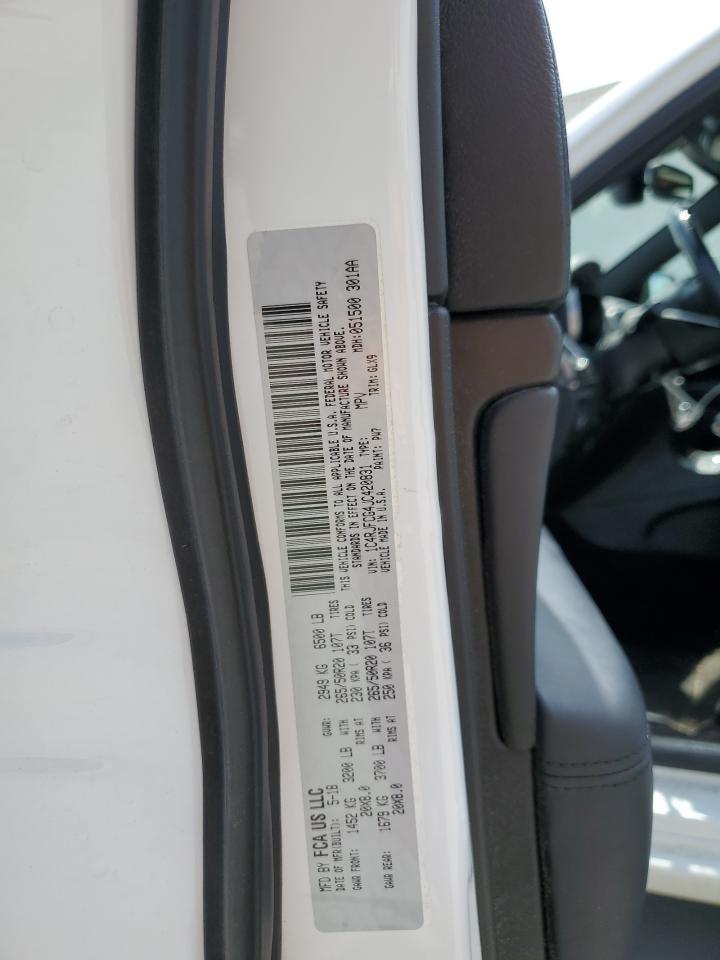 MFD BY FCA US LLC
DATE OF MFR(BUILT): 5-18 GVWR: 2949 KG 6500 LB
GAWR FRONT: 1452 KG 3200 LB WITH 265/50R20 107T TIRES
20X8.0 RIMS AT 230 KPA ( 33 PSI) COLD
GAWR REAR: 1679 KG 3700 LB WITH 265/50R20 107T TIRES
20X8.0 RIMS AT 250 KPA ( 36 PSI) COLD
THIS VEHICLE CONFORMS TO ALL APPLICABLE U.S.A. FEDERAL MOTOR VEHICLE SAFETY
STANDARDS IN EFFECT ON THE DATE OF MANUFACTURE SHOWN ABOVE.
VIN: 1C4RJFCG4JC420831 TYPE: MPV MDH:051500 301AA
VEHICLE MADE IN U.S.A. PAINT: PW7 TRIM: GLX9